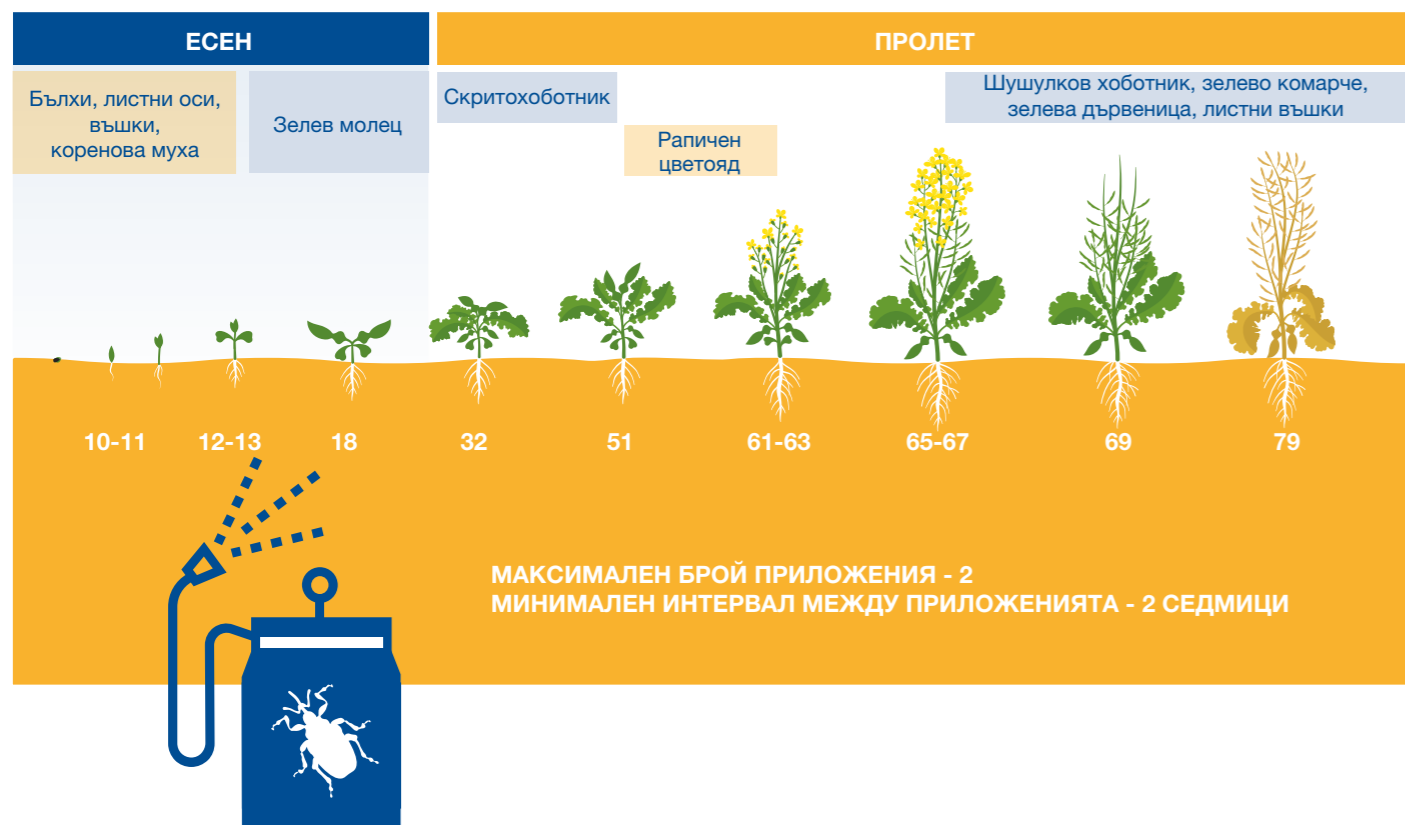 ЕСЕН
ПРОЛЕТ
Бълхи, листни оси,
въшки,
коренова муха
Зелев молец
Скритохоботник
Рапичен
цветояд
Шушулков хоботник, зелево комарче,
зелева дървеница, листни въшки
10-11
12-13
18
32
51
61-63
65-67
69
79
МАКСИМАЛЕН БРОЙ ПРИЛОЖЕНИЯ - 2
МИНИМАЛЕН ИНТЕРВАЛ МЕЖДУ ПРИЛОЖЕНИЯТА - 2 СЕДМИЦИ